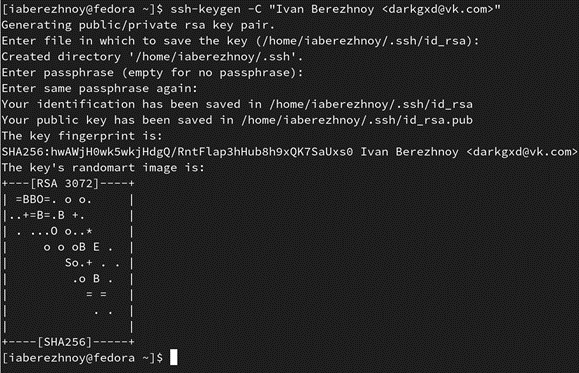 [iaberezhnoy@fedora ~]$ ssh-keygen -C "Ivan Berezhnoy <darkgxd@vk.com>"
Generating public/private rsa key pair.
Enter file in which to save the key (/home/iaberezhnoy/.ssh/id_rsa):
Created directory '/home/iaberezhnoy/.ssh'.
Enter passphrase (empty for no passphrase):
Enter same passphrase again:
Your identification has been saved in /home/iaberezhnoy/.ssh/id_rsa
Your public key has been saved in /home/iaberezhnoy/.ssh/id_rsa.pub
The key fingerprint is:
SHA256:hwAWjH0wk5wkjHdgQ/RntFlap3hHub8h9xQK7SaUxs0 Ivan Berezhnoy <darkgxd@vk.com>
The key's randomart image is:
+---[RSA 3072]----+
| =BBO=. o o.     |
|..+=B=.B +.      |
| . ...O o..*     |
|     o o oB E .  |
|        So.+ . . |
|         .o B .  |
|           = =   |
|            . .  |
|                 |
+----[SHA256]-----+
[iaberezhnoy@fedora ~]$